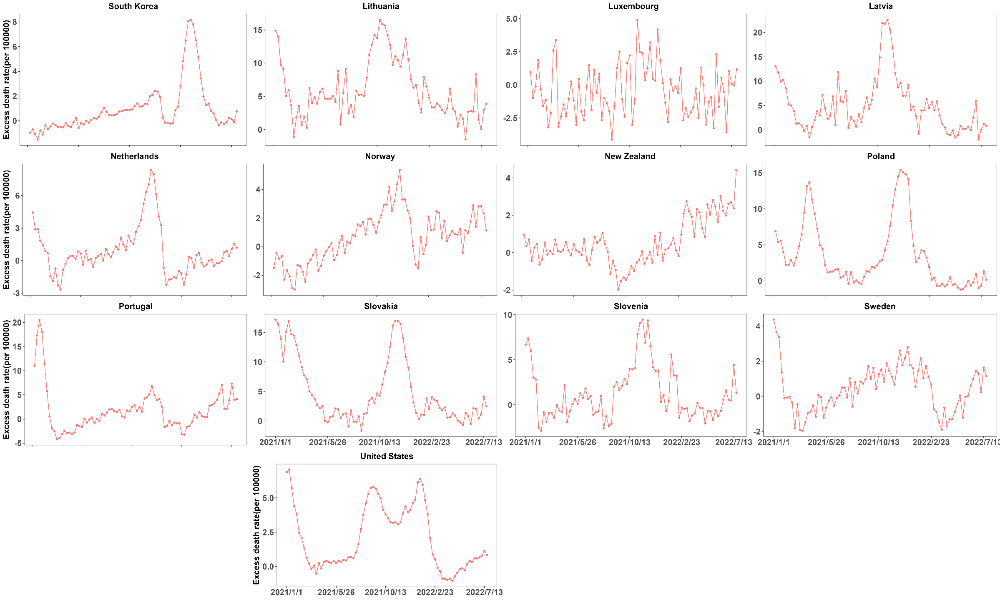 South Korea
Lithuania
Luxembourg
Latvia
Excess death rate(per 100000)
8
6
4
2
0
15
10
5
0
5.0
2.5
0.0
-2.5
20
15
10
5
0
Netherlands
Norway
New Zealand
Poland
Excess death rate(per 100000)
6
3
0
-3
4
2
0
-2
4
2
0
-2
15
10
5
0
Portugal
Slovakia
Slovenia
Sweden
Excess death rate(per 100000)
20
15
10
5
0
-5
15
10
5
0
10
5
0
4
2
0
-2
2021/1/1 2021/5/26 2021/10/13 2022/2/23 2022/7/13
2021/1/1 2021/5/26 2021/10/13 2022/2/23 2022/7/13
2021/1/1 2021/5/26 2021/10/13 2022/2/23 2022/7/13
United States
Excess death rate(per 100000)
5.0
2.5
0.0
2021/1/1 2021/5/26 2021/10/13 2022/2/23 2022/7/13